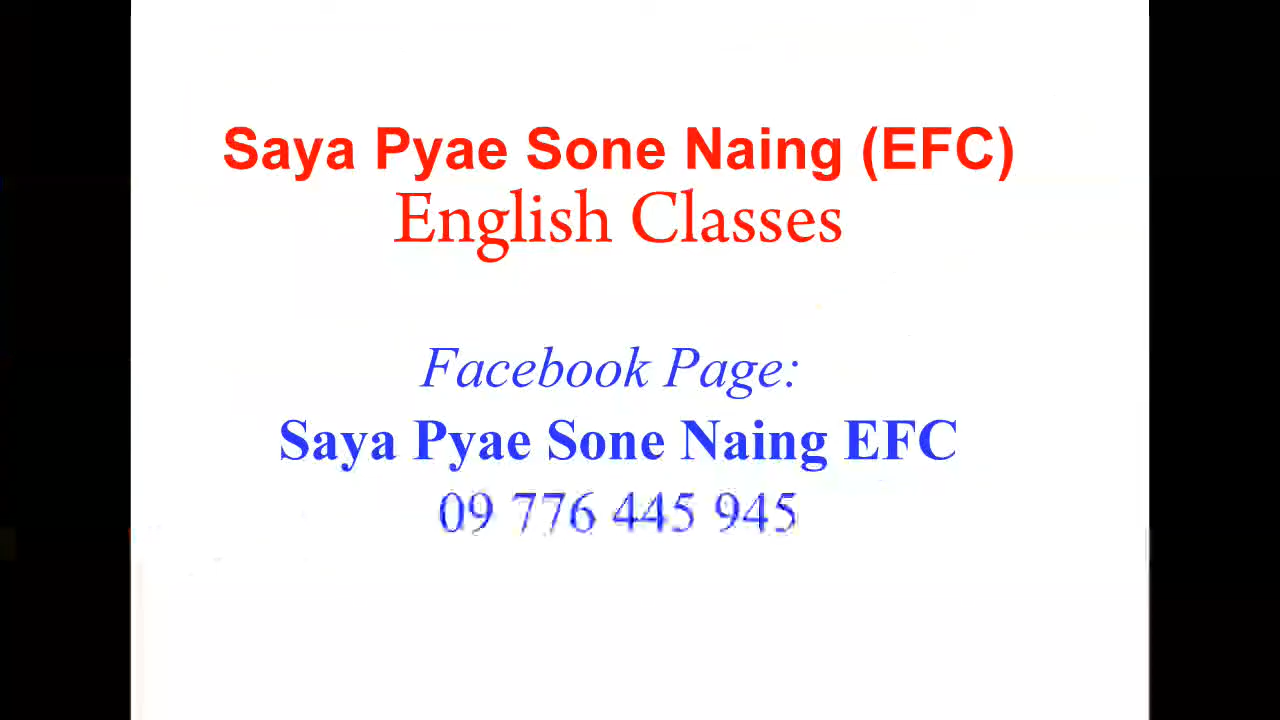 Saya Pyae Sone Naing (EFC)
English Classes
Facebook Page:
Saya Pyae Sone Naing EFC
09 776 445 945